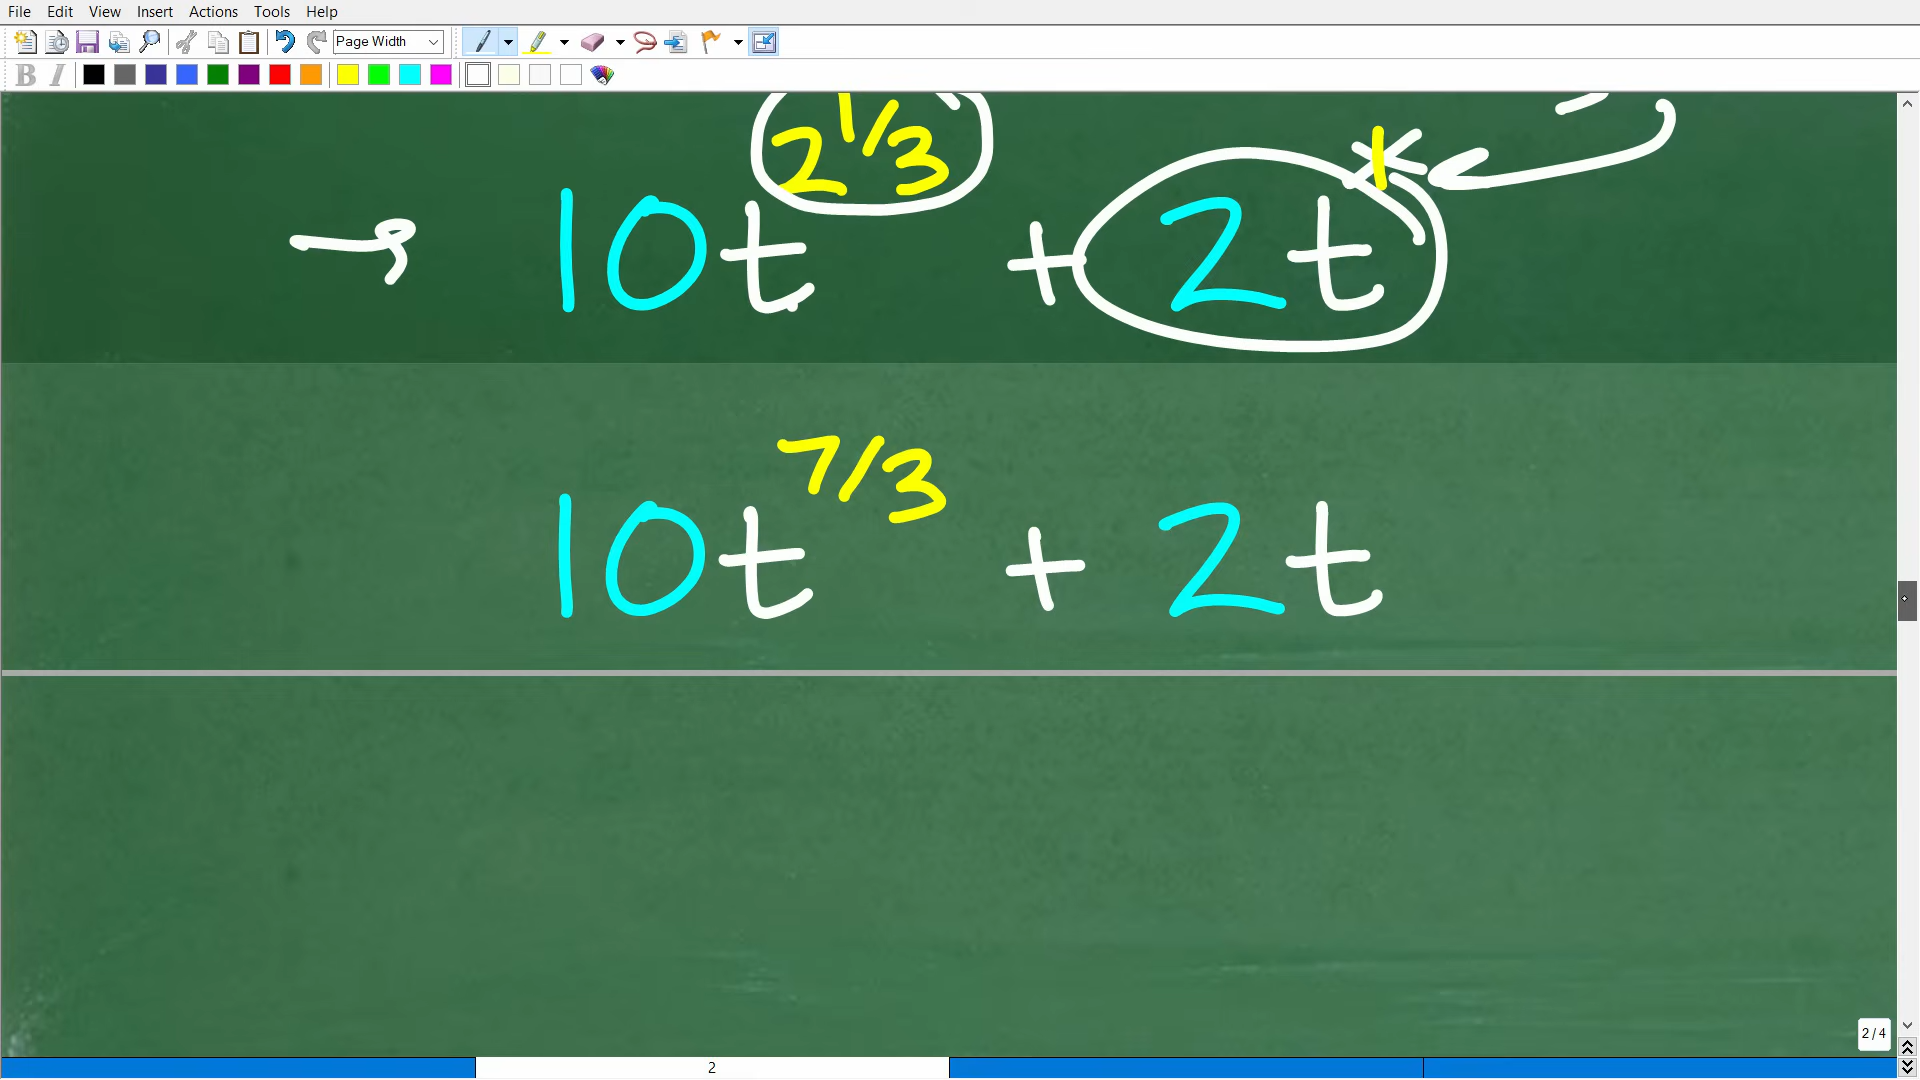 File Edit View Insert Actions Tools Help
Page Width
B I
→ 10t^(2 1/3) + 2t^1
10t^(7/3) + 2t
2 / 4
2